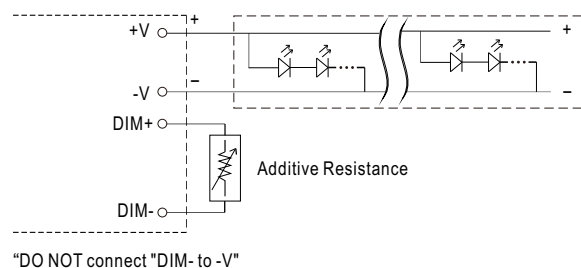 +V + +
-V − −
DIM+
Additive Resistance
DIM-
“DO NOT connect "DIM- to -V"